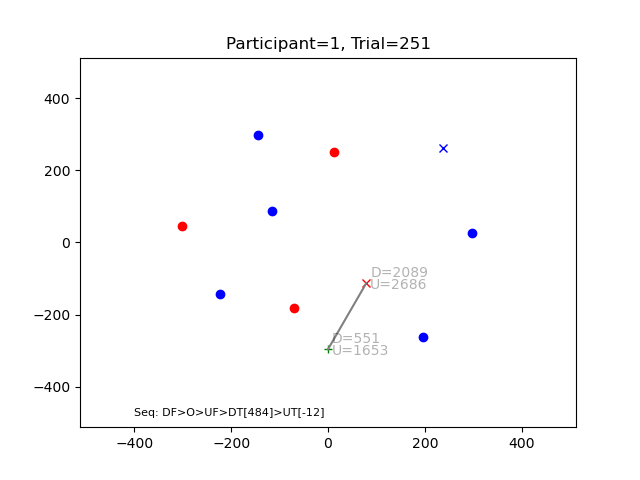 Participant=1, Trial=251
400
200
0
−200
−400
D=2089
U=2686
D=551
U=1653
Seq: DF>O>UF>DT[484]>UT[-12]
−400
−200
0
200
400